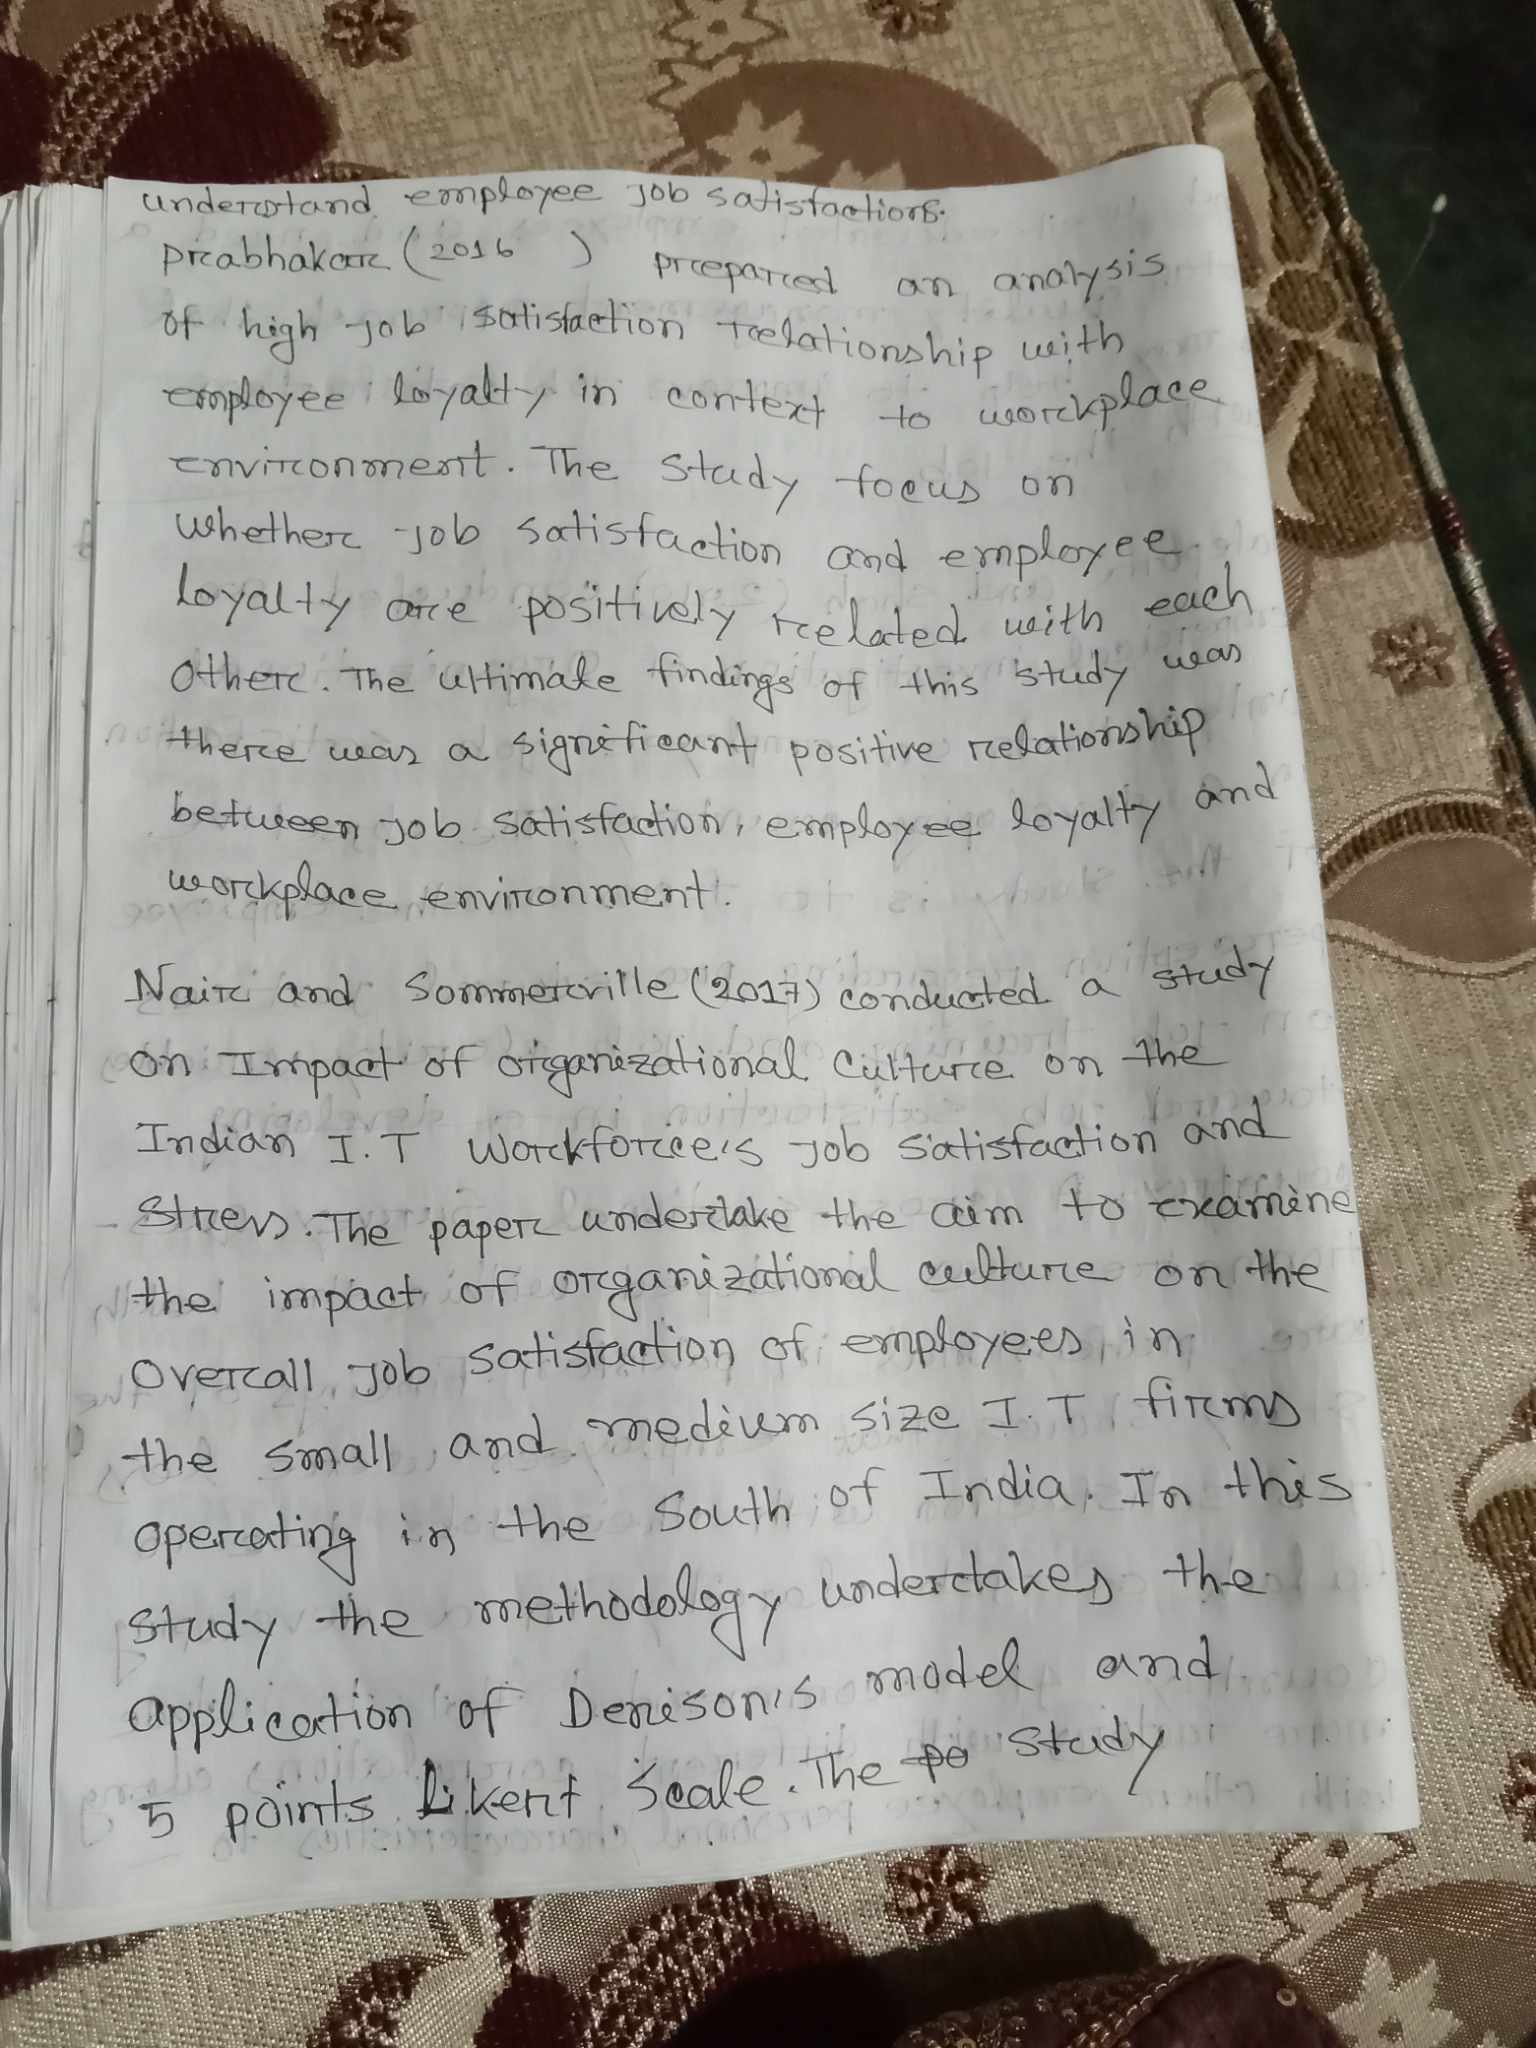 understand employee job satisfactions.
Prabhakar (2016 ) prepared an analysis
of high job satisfaction relationship with
employee loyalty in context to workplace
environment. The study focus on
whether job satisfaction and employee
loyalty are positively related with each
other. The ultimate findings of this study was
there was a significant positive relationship
between job satisfaction, employee loyalty and
workplace environment.
Nair and Sommerville (2017) conducted a study
on Impact of organizational Culture on the
Indian I.T Workforce's job satisfaction and
stress. The paper undertake the aim to examine
the impact of organizational culture on the
overall job satisfaction of employees in
the small and medium size I.T firms
operating in the South of India. In this
study the methodology undertakes the
application of Denison's model and
5 points Likert Scale. The po study